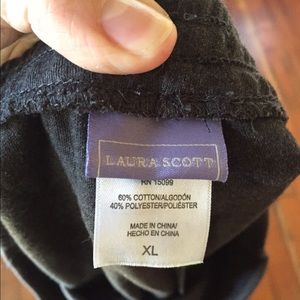 LAURA SCOTT
RN 15099
60% COTTON/ALGODÓN
40% POLYESTER/POLIÉSTER
MADE IN CHINA/
HECHO EN CHINA
XL